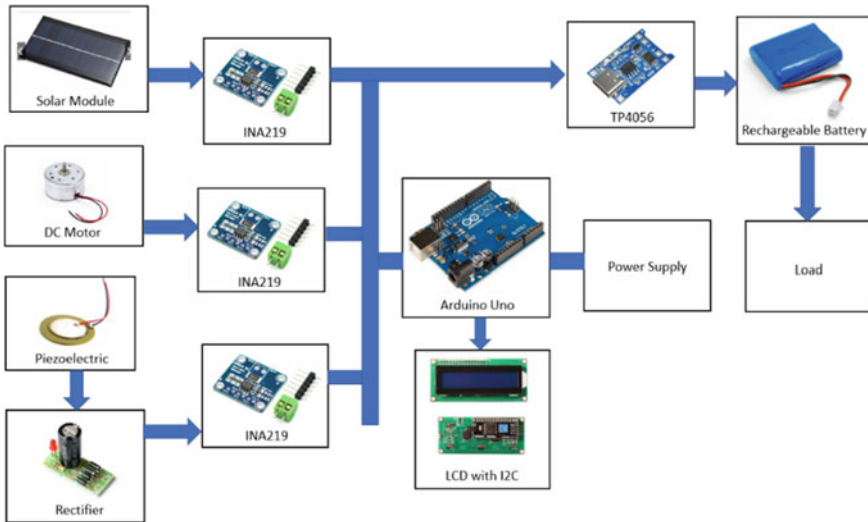 Solar Module
INA219
TP4056
Rechargeable Battery
DC Motor
INA219
Arduino Uno
Power Supply
Load
Piezoelectric
INA219
LCD with I2C
Rectifier